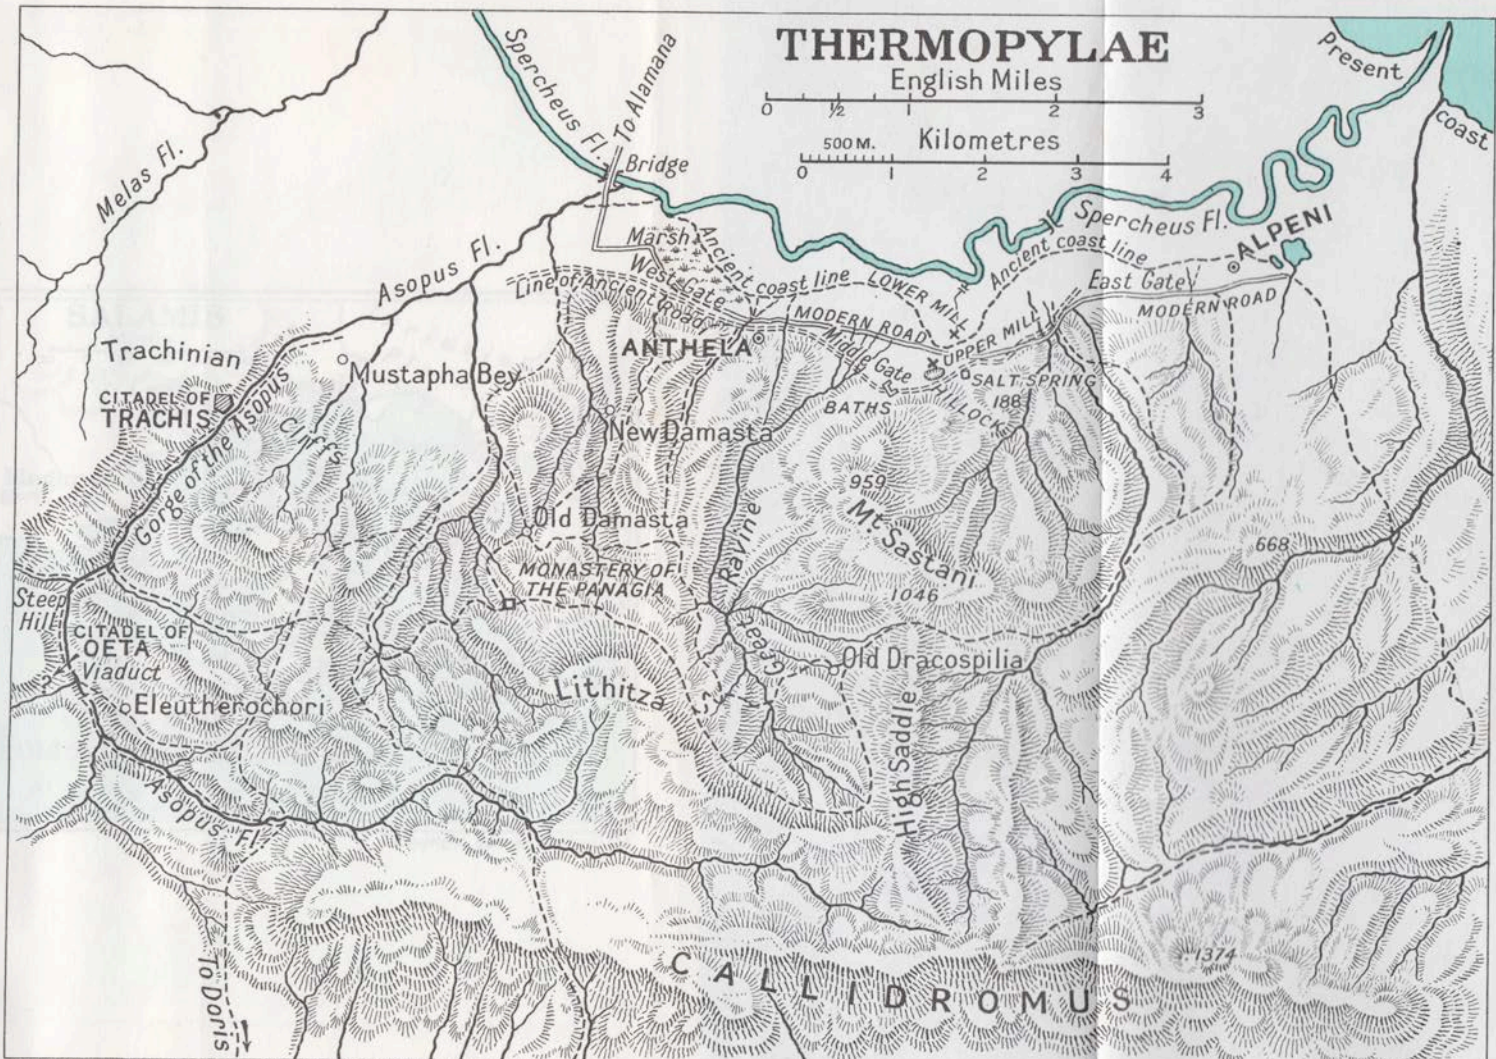 THERMOPYLAE
English Miles
0 ½ 1 2 3
500 M. Kilometres
0 1 2 3 4
present
coast
Spercheus Fl.
To Alamana
Bridge
Melas Fl.
Asopus Fl.
Marsh
Ancient coast line
West Gate
Line of Ancient Road
LOWER MILL
Ancient coast line
Spercheus Fl.
ALPENI
East Gate
MODERN ROAD
MODERN ROAD
UPPER MILL
Middle Gate
ANTHELA
Trachinian
Cliffs
Mustapha Bey
CITADEL OF
TRACHIS
Gorge of the Asopus
SALT SPRING
BATHS
HILLOCK
188
New Damasta
959
Mt. Sastani
1046
668
Old Damasta
MONASTERY OF
THE PANAGIA
Great
Ravine
Steep
Hill
CITADEL OF
OETA
?
Viaduct
Eleutherochori
Lithitza
Old Dracospilia
High Saddle
Asopus Fl.
To Doris
CALLIDROMUS
1374